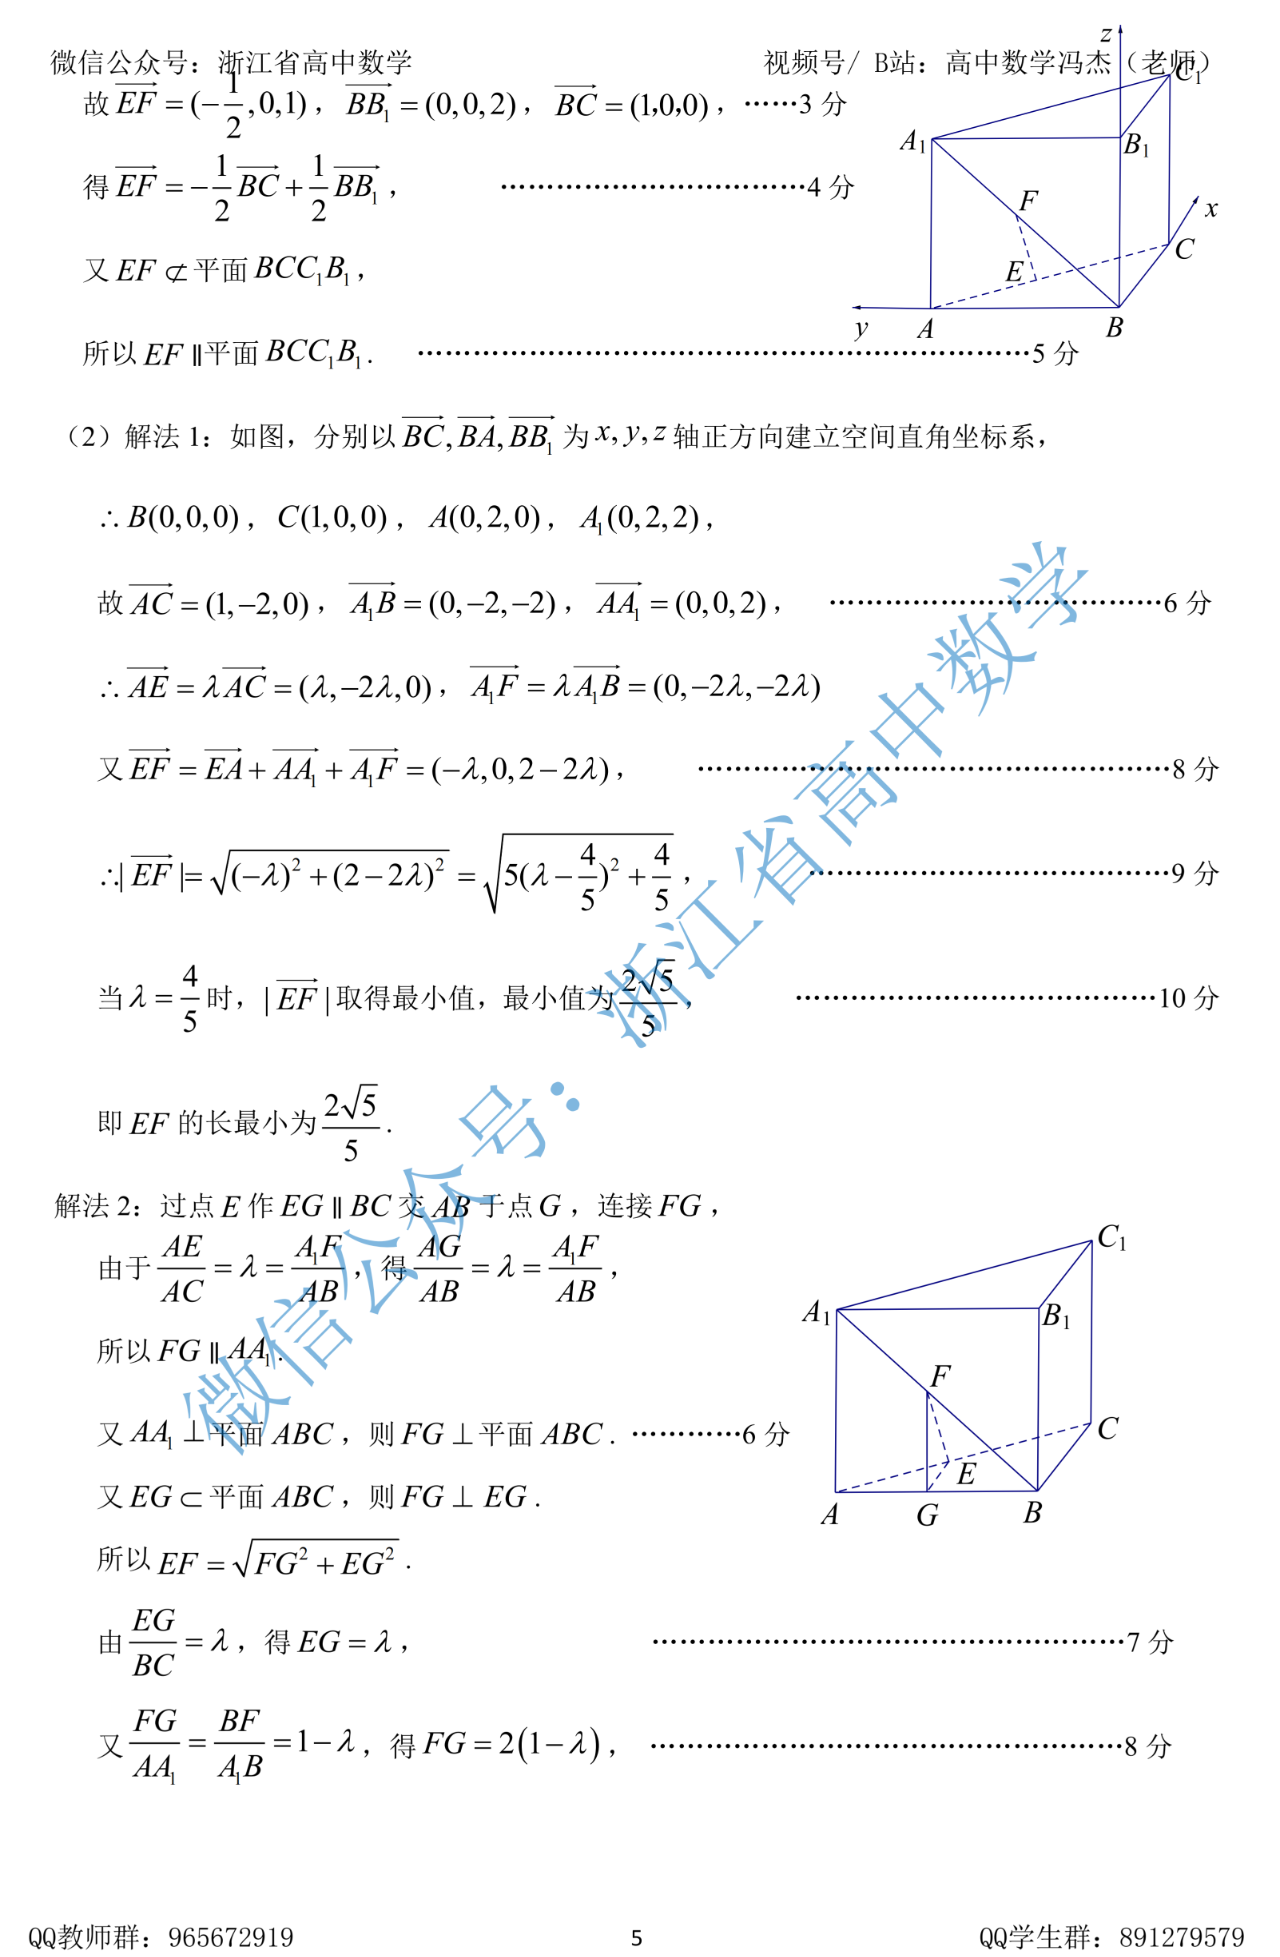 微信公众号：浙江省高中数学
视频号/ B站：高中数学冯杰（老师）
故 $\overrightarrow{EF}=(-\frac{1}{2},0,1)$，$\overrightarrow{BB_1}=(0,0,2)$，$\overrightarrow{BC}=(1,0,0)$，……3 分
得 $\overrightarrow{EF}=-\frac{1}{2}\overrightarrow{BC}+\frac{1}{2}\overrightarrow{BB_1}$，……………………………4 分
又 $EF\not\subset$ 平面 $BCC_1B_1$，
所以 $EF\parallel$平面 $BCC_1B_1$. …………………………………………………………5 分
z
C₁
A₁
B₁
F
x
E
C
y
A
B
（2）解法 1：如图，分别以 $\overrightarrow{BC},\overrightarrow{BA},\overrightarrow{BB_1}$ 为 $x,y,z$ 轴正方向建立空间直角坐标系，
∴ $B(0,0,0)$，$C(1,0,0)$，$A(0,2,0)$，$A_1(0,2,2)$，
故 $\overrightarrow{AC}=(1,-2,0)$，$\overrightarrow{A_1B}=(0,-2,-2)$，$\overrightarrow{AA_1}=(0,0,2)$，………………………………6 分
∴ $\overrightarrow{AE}=\lambda\overrightarrow{AC}=(\lambda,-2\lambda,0)$，$\overrightarrow{A_1F}=\lambda\overrightarrow{A_1B}=(0,-2\lambda,-2\lambda)$
又 $\overrightarrow{EF}=\overrightarrow{EA}+\overrightarrow{AA_1}+\overrightarrow{A_1F}=(-\lambda,0,2-2\lambda)$，……………………………………………8 分
∴$|\overrightarrow{EF}|=\sqrt{(-\lambda)^2+(2-2\lambda)^2}=\sqrt{5(\lambda-\frac{4}{5})^2+\frac{4}{5}}$，…………………………………9 分
当 $\lambda=\frac{4}{5}$ 时，$|\overrightarrow{EF}|$ 取得最小值，最小值为 $\frac{2\sqrt{5}}{5}$，…………………………………10 分
即 $EF$ 的长最小为 $\frac{2\sqrt{5}}{5}$.
解法 2：过点 $E$ 作 $EG\parallel BC$ 交 $AB$ 于点 $G$，连接 $FG$，
由于 $\frac{AE}{AC}=\lambda=\frac{A_1F}{AB}$，得 $\frac{AG}{AB}=\lambda=\frac{A_1F}{AB}$，
所以 $FG\parallel AA_1$.
又 $AA_1\perp$平面 $ABC$，则 $FG\perp$平面 $ABC$. …………6 分
又 $EG\subset$平面 $ABC$，则 $FG\perp EG$.
所以 $EF=\sqrt{FG^2+EG^2}$.
C₁
A₁
B₁
F
C
E
A
G
B
由 $\frac{EG}{BC}=\lambda$，得 $EG=\lambda$，……………………………………………7 分
又 $\frac{FG}{AA_1}=\frac{BF}{A_1B}=1-\lambda$，得 $FG=2(1-\lambda)$，……………………………………………8 分
微信公众号：浙江省高中数学
QQ教师群：965672919
5
QQ学生群：891279579